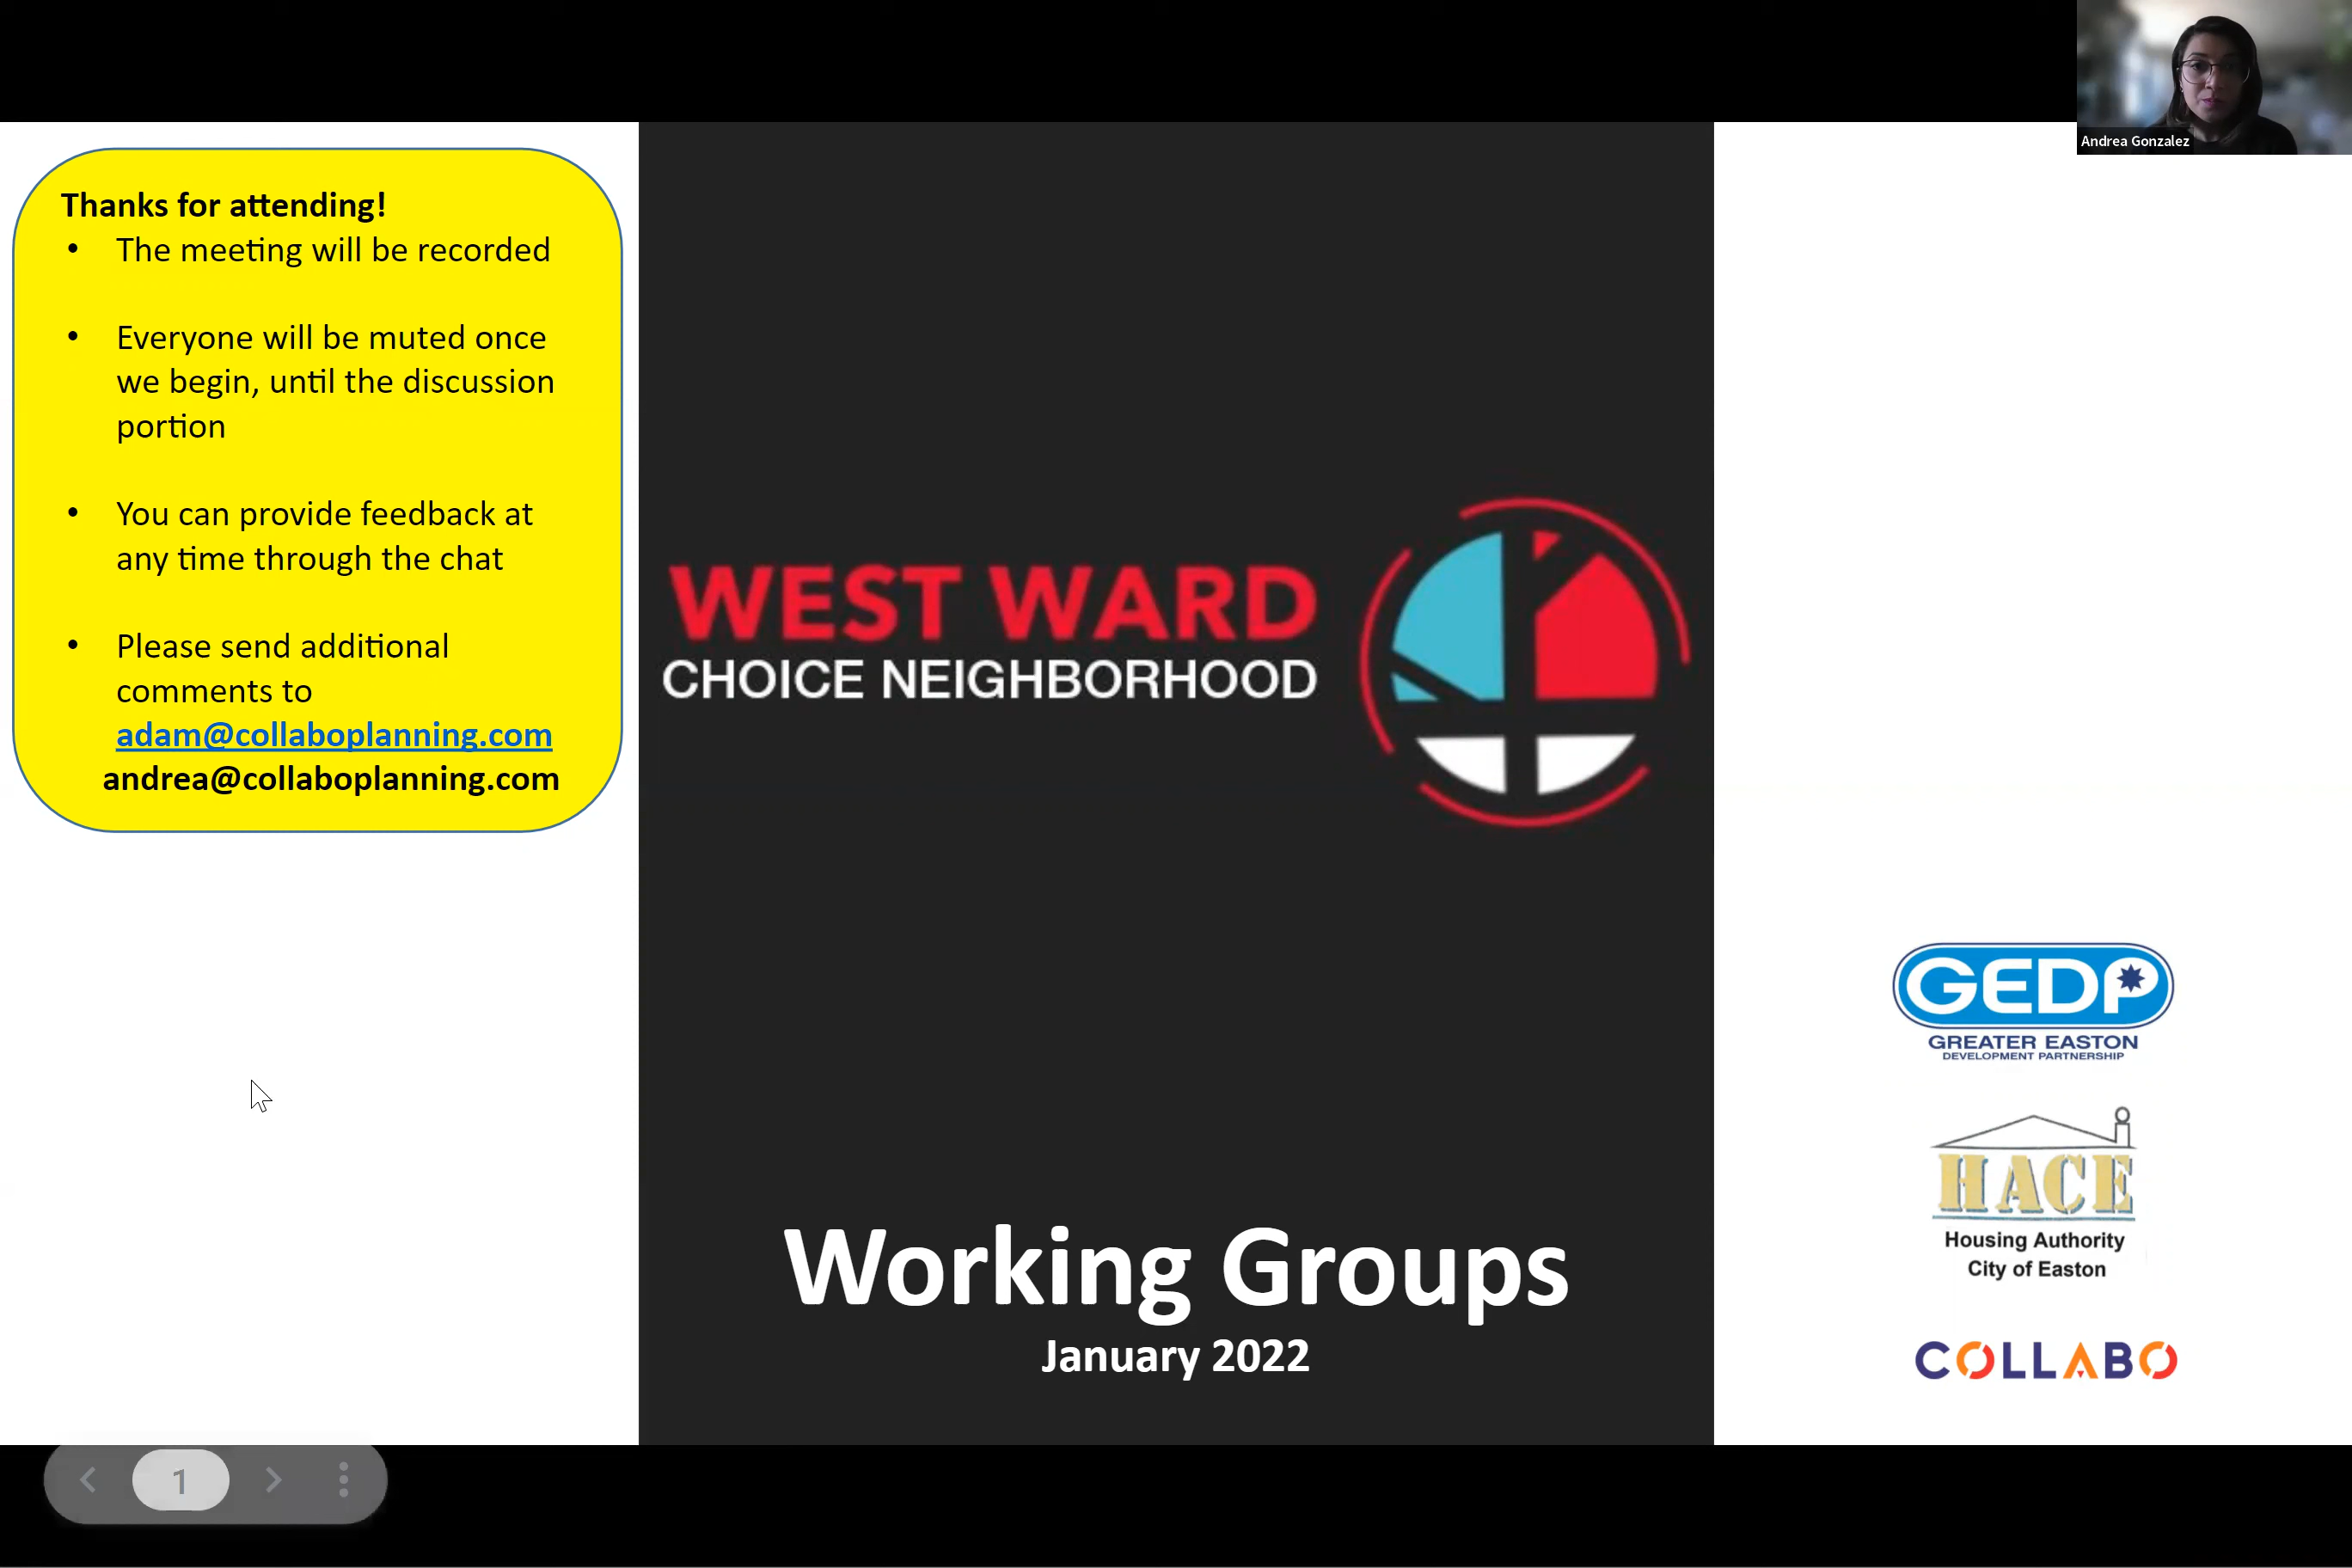 Andrea Gonzalez
Thanks for attending!
• The meeting will be recorded
• Everyone will be muted once
we begin, until the discussion
portion
• You can provide feedback at
any time through the chat
• Please send additional
comments to
adam@collaboplanning.com
andrea@collaboplanning.com
WEST WARD
CHOICE NEIGHBORHOOD
Working Groups
January 2022
GEDP
GREATER EASTON
DEVELOPMENT PARTNERSHIP
HACE
Housing Authority
City of Easton
COLLABO
1